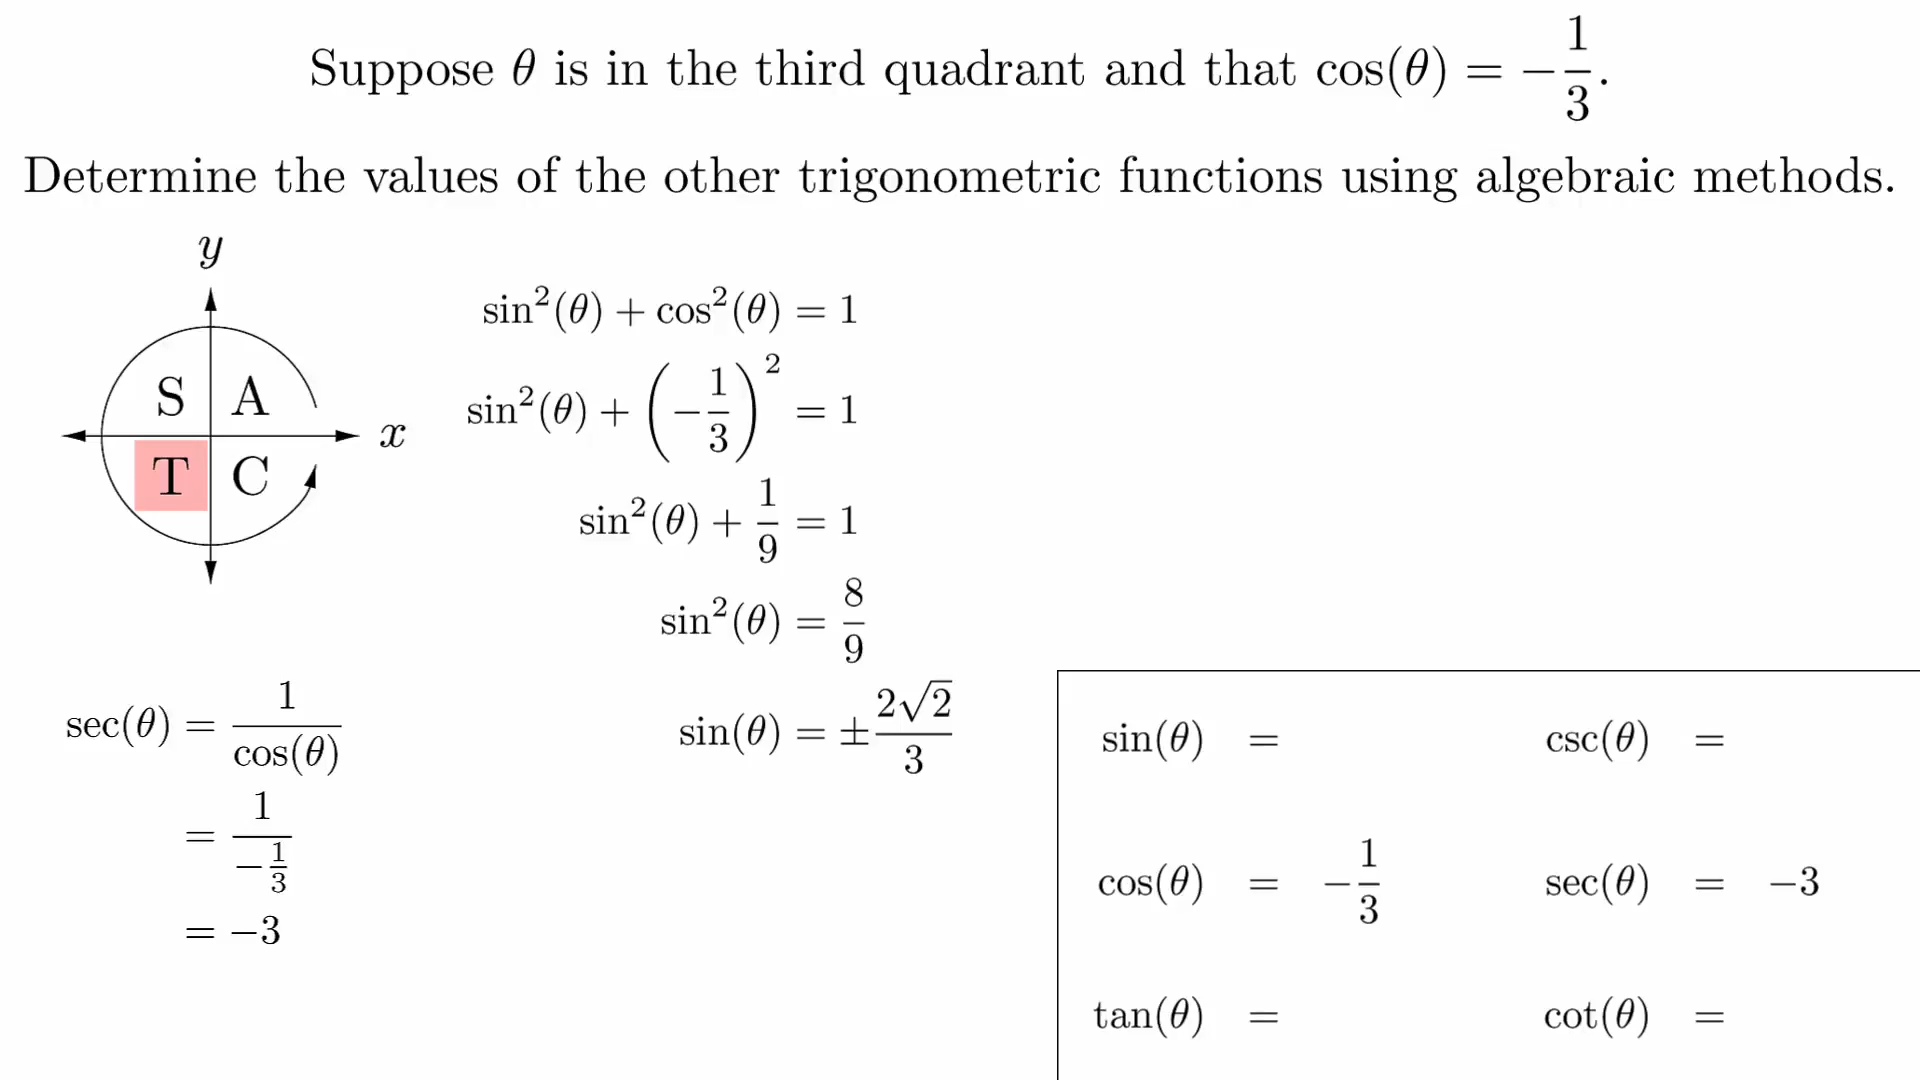 Suppose θ is in the third quadrant and that cos(θ) = −1/3.
Determine the values of the other trigonometric functions using algebraic methods.
y
S A
x
T C
sin²(θ) + cos²(θ) = 1
sin²(θ) + (−1/3)² = 1
sin²(θ) + 1/9 = 1
sin²(θ) = 8/9
sin(θ) = ±2√2/3
sec(θ) = 1/cos(θ)
= 1/(−1/3)
= −3
sin(θ) = csc(θ) =
cos(θ) = −1/3 sec(θ) = −3
tan(θ) = cot(θ) =